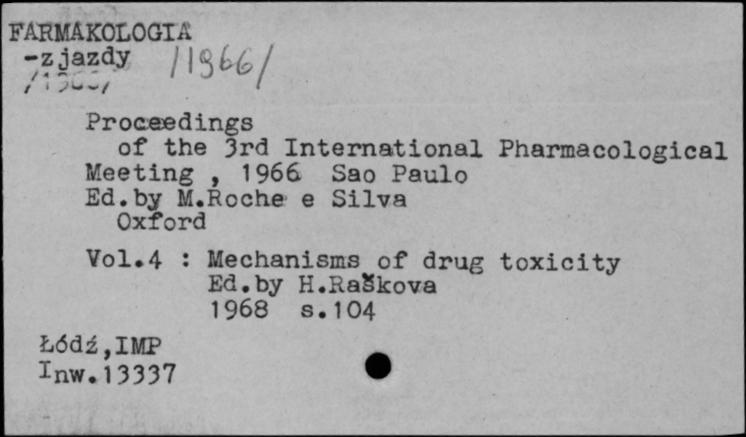 FARMAKOLOGIA
-zjazdy /1966/
Proceedings
of the 3rd International Pharmacological
Meeting , 1966 Sao Paulo
Ed.by M.Roche e Silva
Oxford
Vol.4 : Mechanisms of drug toxicity
Ed.by H.Raškova
1968 s.104
Łódź,IMP
Inw.13337